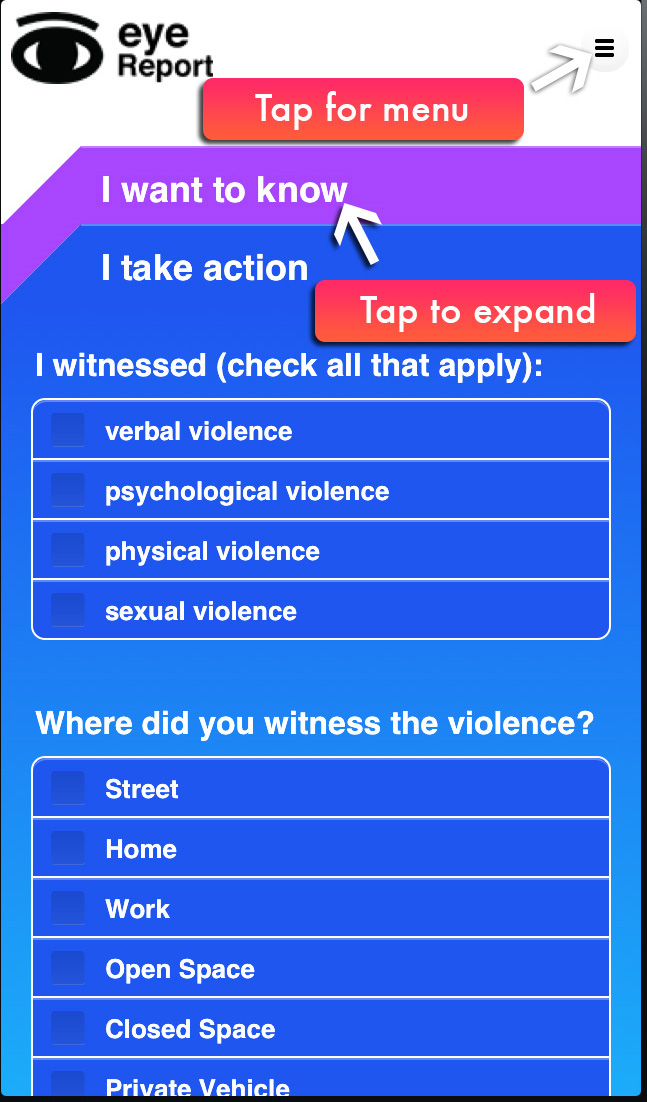 eye
Report
Tap for menu
I want to know
I take action
Tap to expand
I witnessed (check all that apply):
verbal violence
psychological violence
physical violence
sexual violence
Where did you witness the violence?
Street
Home
Work
Open Space
Closed Space
Private Vehicle